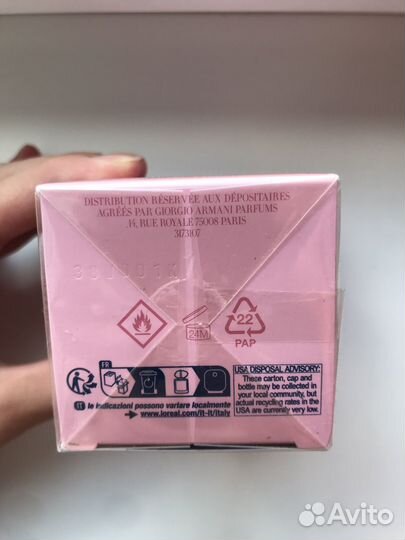 DISTRIBUTION RÉSERVÉE AUX DÉPOSITAIRES
AGRÉÉS PAR GIORGIO ARMANI PARFUMS
,14, RUE ROYALE 75008 PARIS
3173107
24M
22
PAP
FR
IT le indicazioni possono variare localmente
www.loreal.com/it-it/italy
USA DISPOSAL ADVISORY:
These carton, cap and
bottle may be collected in
your local community, but
actual recycling rates in the
USA are currently very low.
Avito